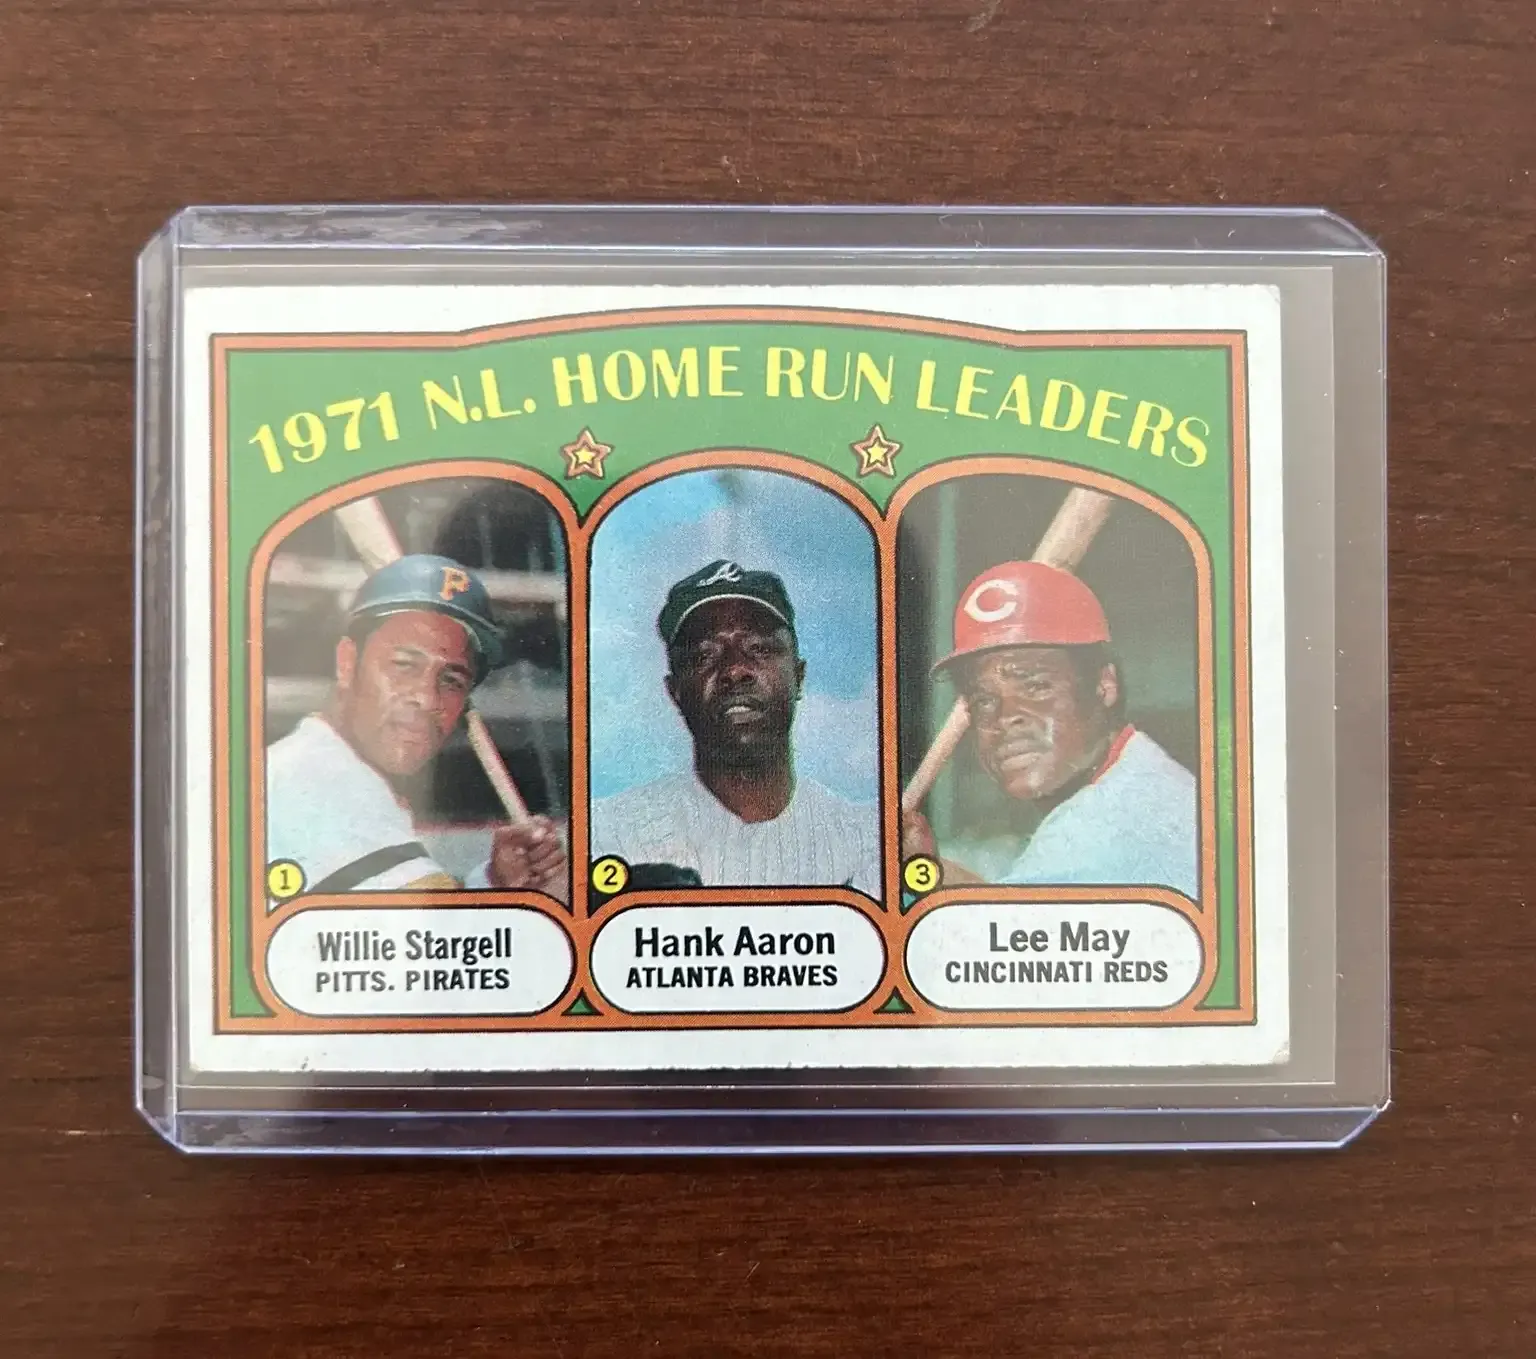 1971 N.L. HOME RUN LEADERS
P
A
C
1
2
3
Willie Stargell
PITTS. PIRATES
Hank Aaron
ATLANTA BRAVES
Lee May
CINCINNATI REDS